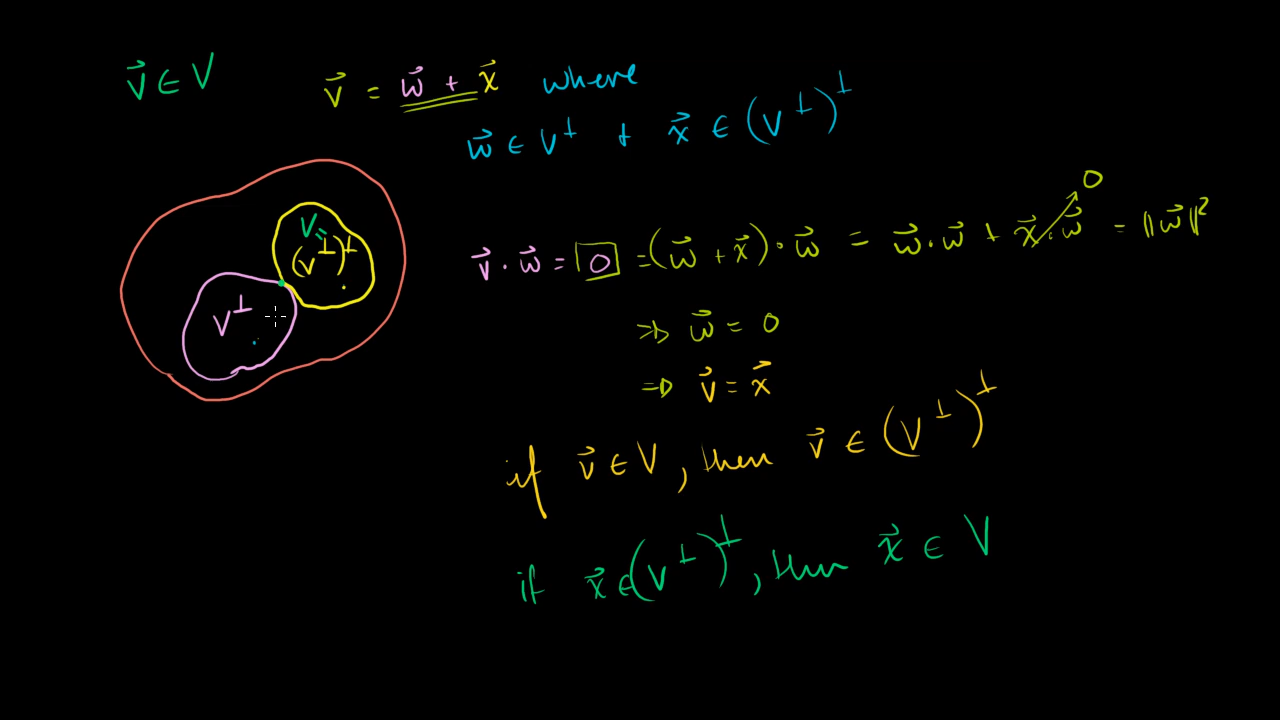 v⃗ ∈ V
v⃗ = w⃗ + x⃗ where
w⃗ ∈ V⊥ + x⃗ ∈ (V⊥)⊥
V =
(V⊥)⊥
V⊥
v⃗ · w⃗ = 0 = (w⃗ + x⃗) · w⃗ = w⃗ · w⃗ + x⃗ · w⃗ = ‖w⃗‖²
0
⇒ w⃗ = 0
⇒ v⃗ = x⃗
if v⃗ ∈ V, then v⃗ ∈ (V⊥)⊥
if x⃗ ∈ (V⊥)⊥, then x⃗ ∈ V